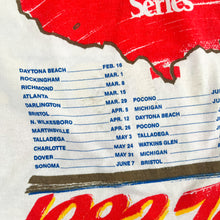 Series
DAYTONA BEACH FEB. 16
ROCKINGHAM MAR. 1
RICHMOND MAR. 8
ATLANTA MAR. 15
DARLINGTON MAR. 29
BRISTOL APR. 5
N. WILKESBORO APR. 12
MARTINSVILLE APR. 26
TALLADEGA MAY 3
CHARLOTTE MAY 24
DOVER MAY 31
SONOMA JUNE 7
POCONO
MICHIGAN
DAYTONA
POCONO
TALLADEGA
WATKINS GLEN
MICHIGAN
BRISTOL
1992